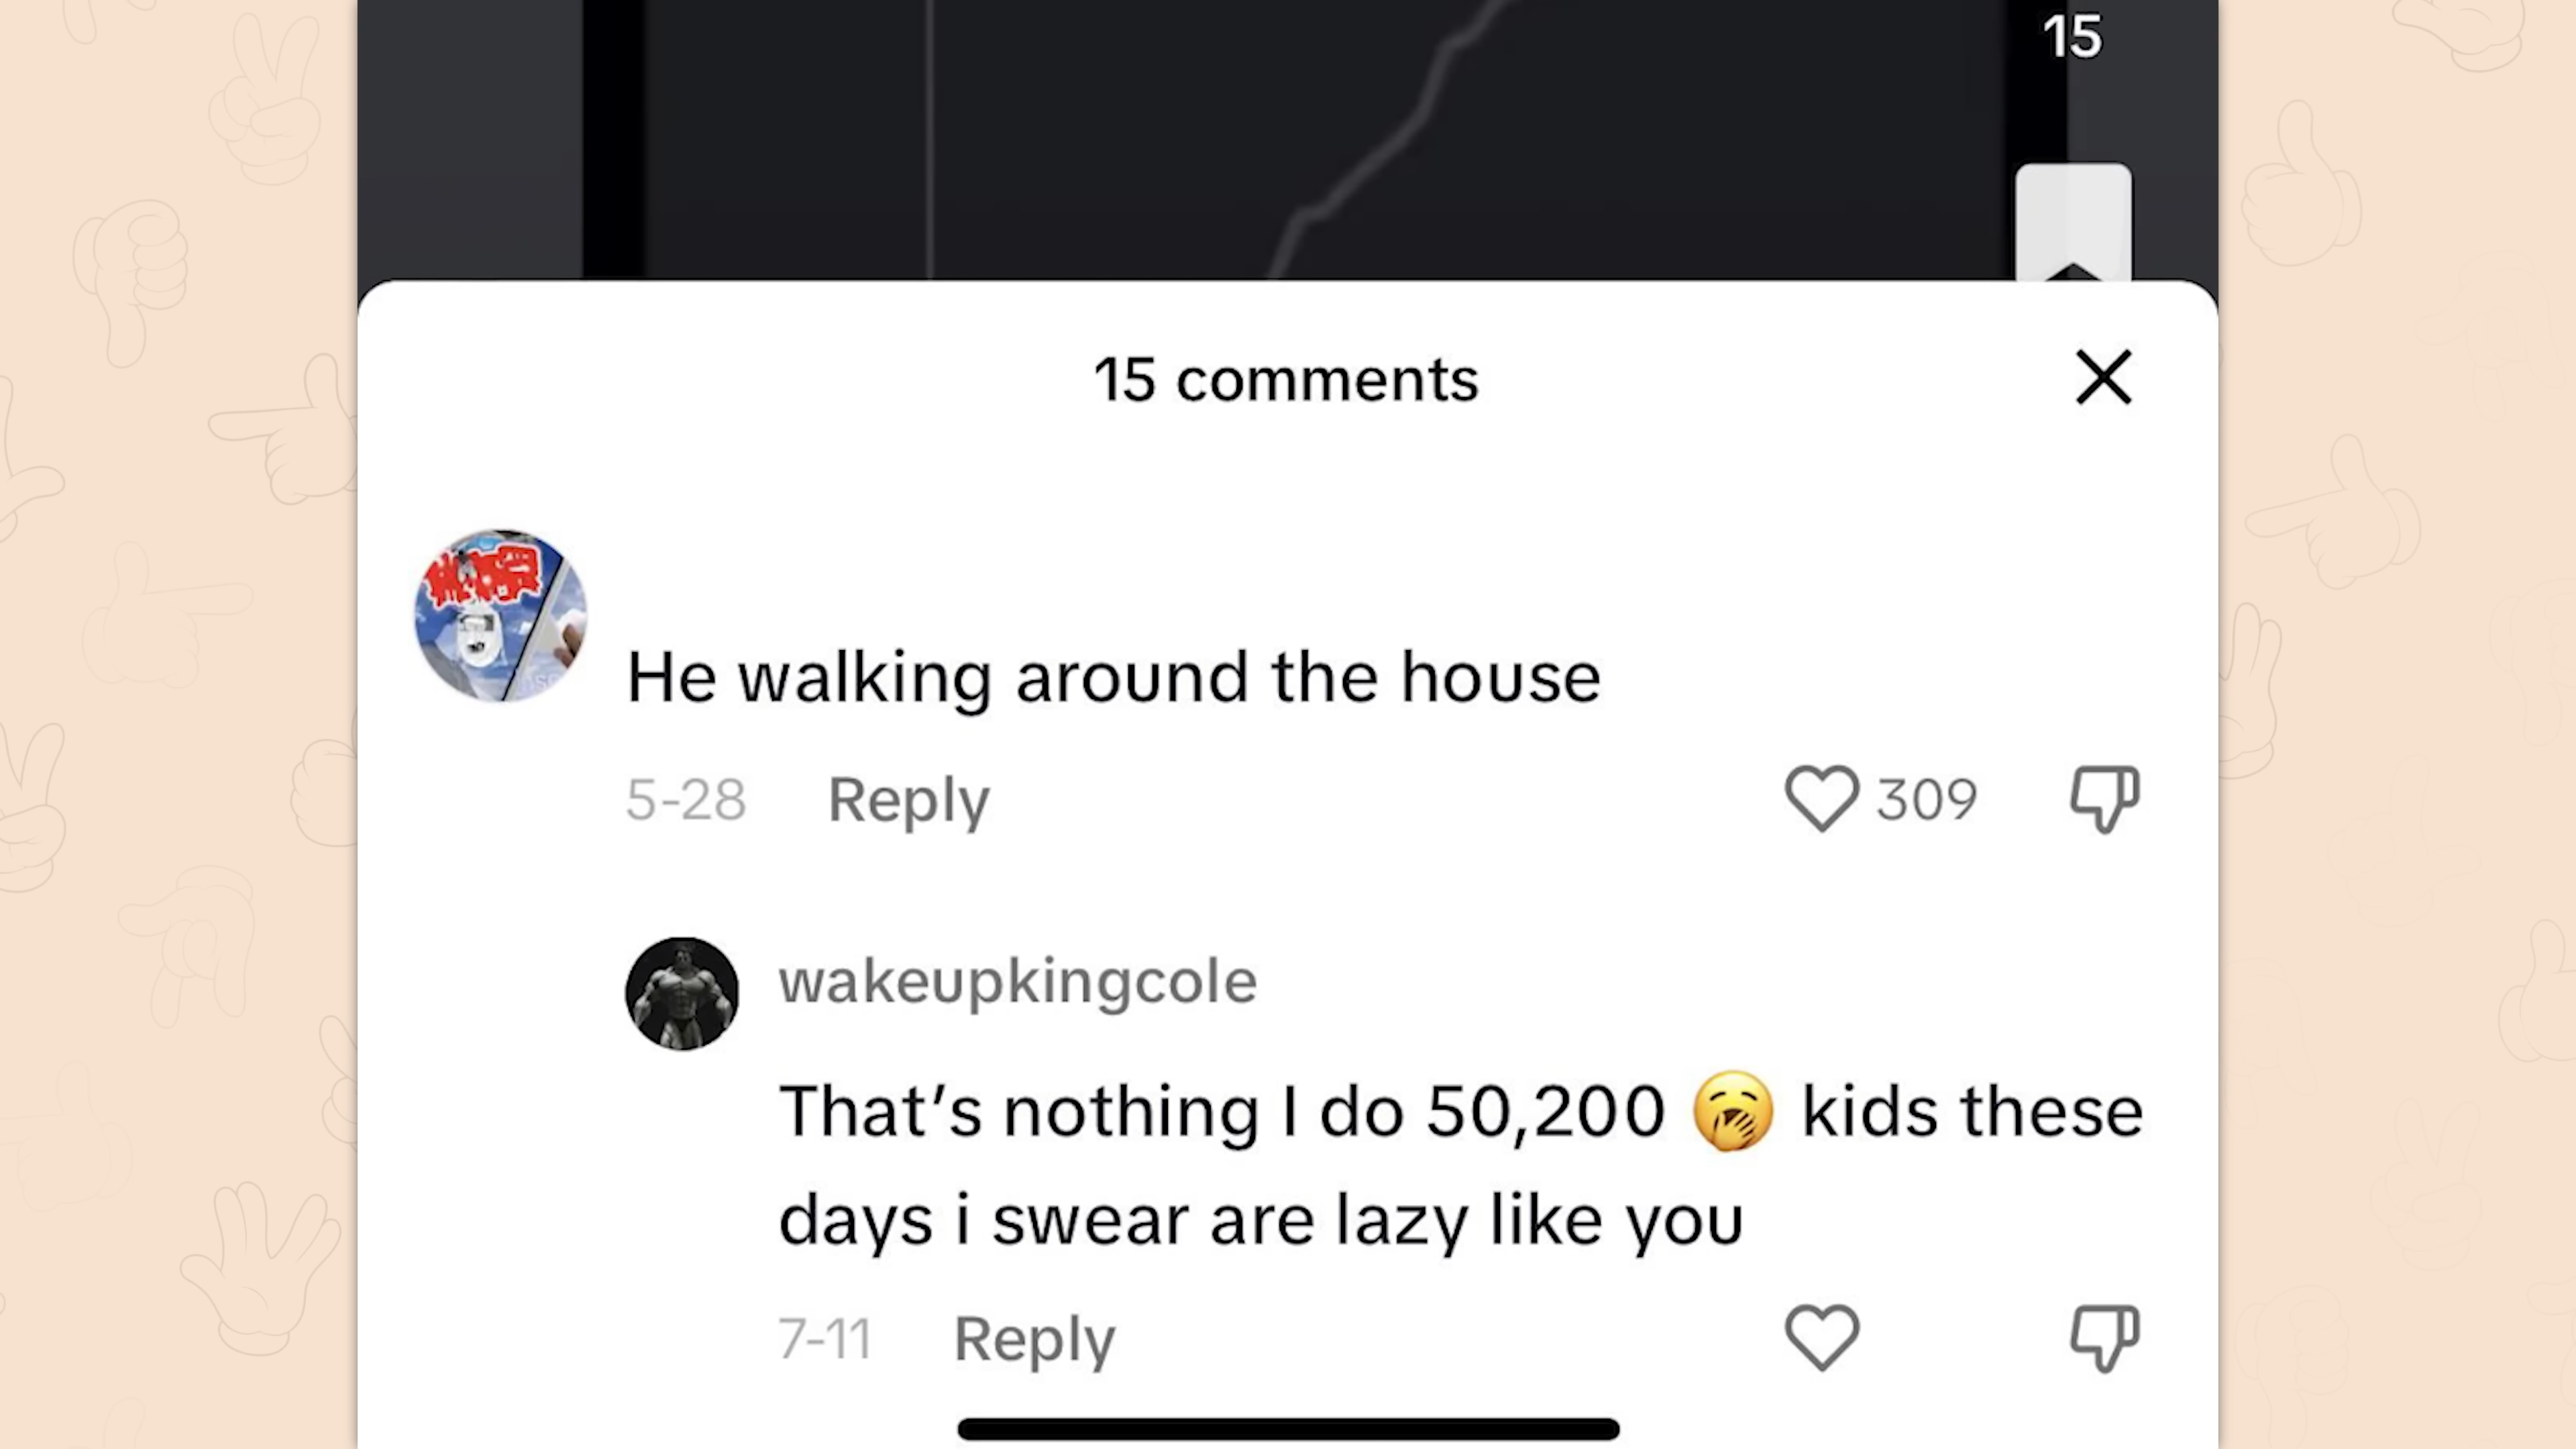 15
15 comments
He walking around the house
5-28 Reply 309
wakeupkingcole
That’s nothing I do 50,200 🥱 kids these
days i swear are lazy like you
7-11 Reply